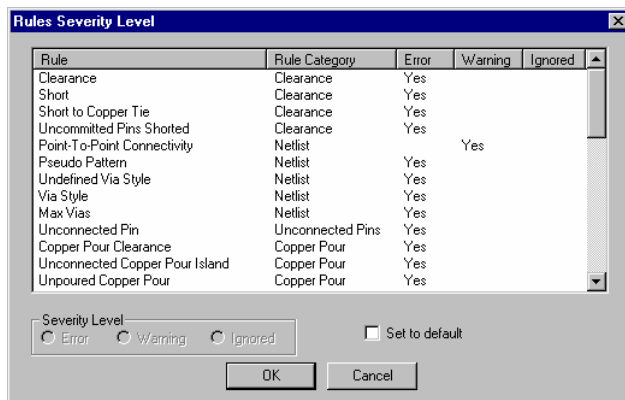 Rules Severity Level
Rule Rule Category Error Warning Ignored
Clearance Clearance Yes
Short Clearance Yes
Short to Copper Tie Clearance Yes
Uncommitted Pins Shorted Clearance Yes
Point-To-Point Connectivity Netlist Yes
Pseudo Pattern Netlist Yes
Undefined Via Style Netlist Yes
Via Style Netlist Yes
Max Vias Netlist Yes
Unconnected Pin Unconnected Pins Yes
Copper Pour Clearance Copper Pour Yes
Unconnected Copper Pour Island Copper Pour Yes
Unpoured Copper Pour Copper Pour Yes
Severity Level
Error Warning Ignored Set to default
OK Cancel